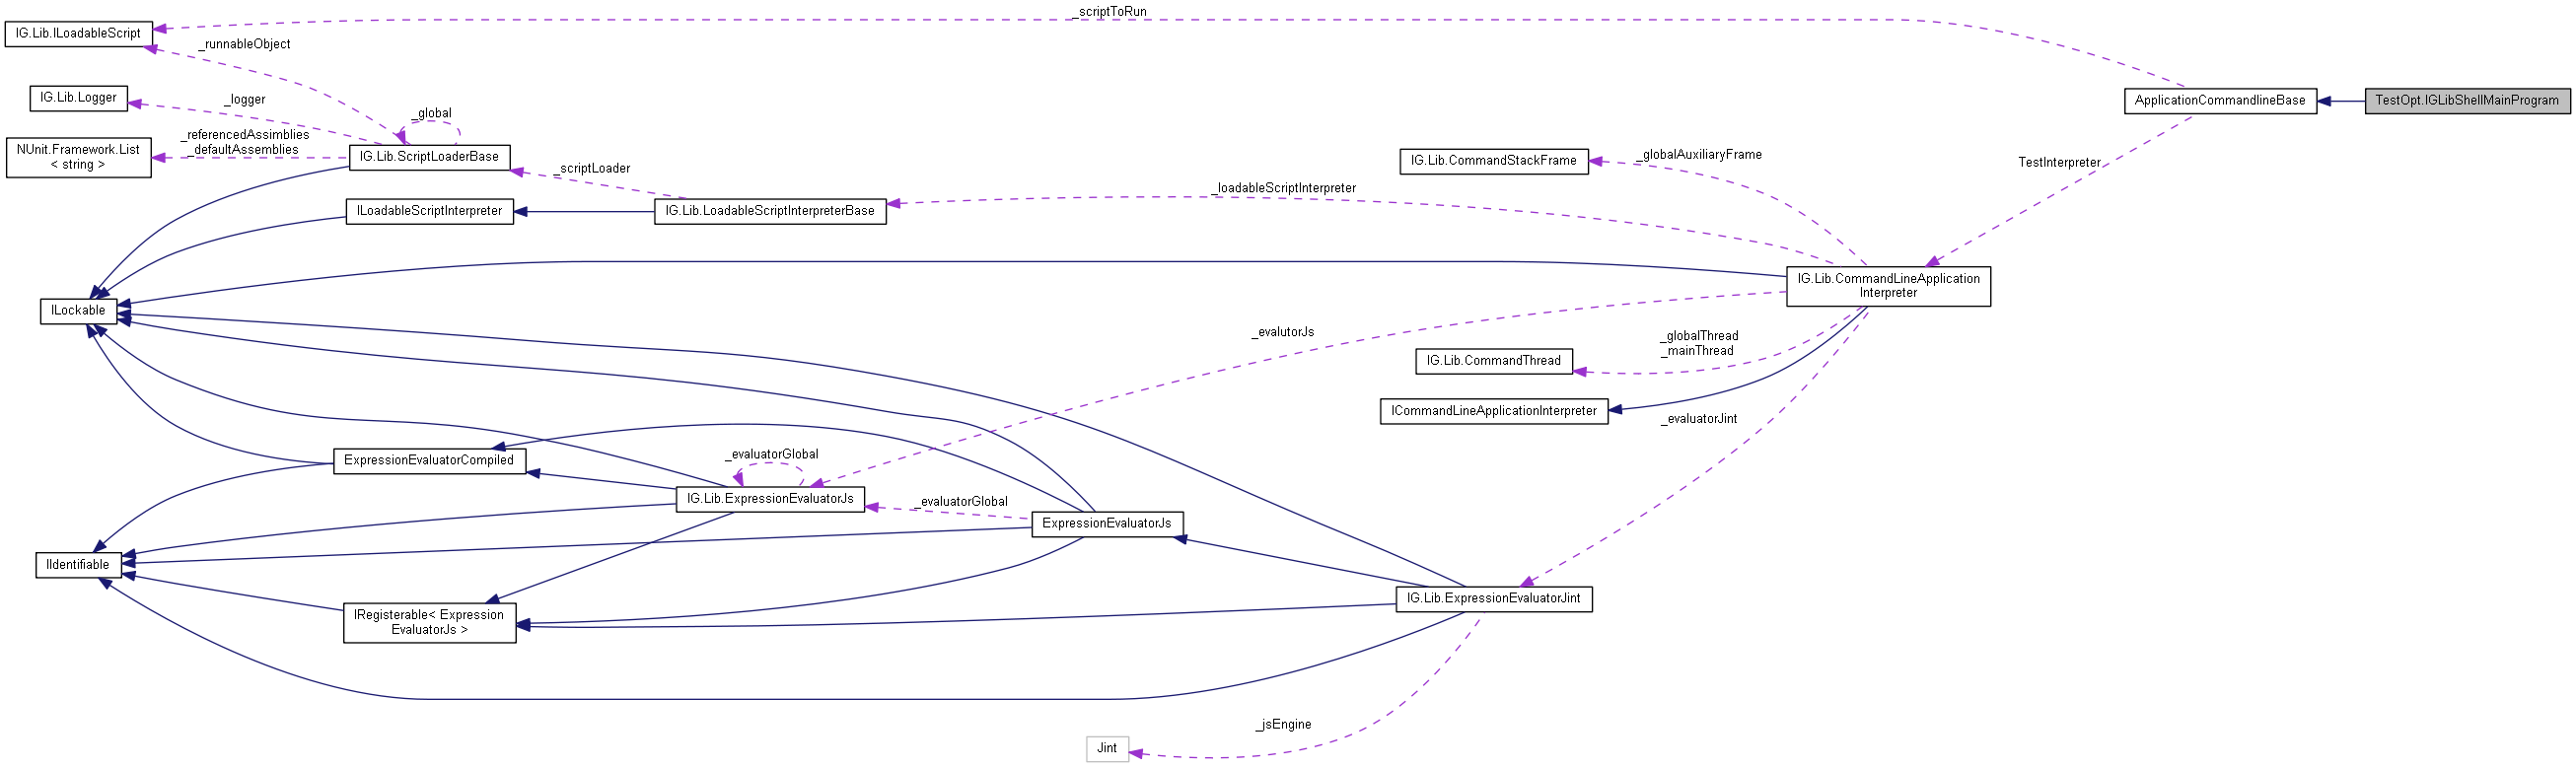 _scriptToRun
IG.Lib.ILoadableScript
_runnableObject
IG.Lib.Logger
_logger
_global
ApplicationCommandlineBase
TestOpt.IGLibShellMainProgram
_referencedAssimblies
_defaultAssemblies
NUnit.Framework.List
< string >
IG.Lib.ScriptLoaderBase
_scriptLoader
IG.Lib.CommandStackFrame
_globalAuxiliaryFrame
TestInterpreter
_loadableScriptInterpreter
ILoadableScriptInterpreter
IG.Lib.LoadableScriptInterpreterBase
IG.Lib.CommandLineApplication
Interpreter
ILockable
_evalutorJs
_globalThread
_mainThread
IG.Lib.CommandThread
ICommandLineApplicationInterpreter
_evaluatorJint
ExpressionEvaluatorCompiled
_evaluatorGlobal
IG.Lib.ExpressionEvaluatorJs
_evaluatorGlobal
ExpressionEvaluatorJs
IIdentifiable
IRegisterable< Expression
EvaluatorJs >
IG.Lib.ExpressionEvaluatorJint
_jsEngine
Jint